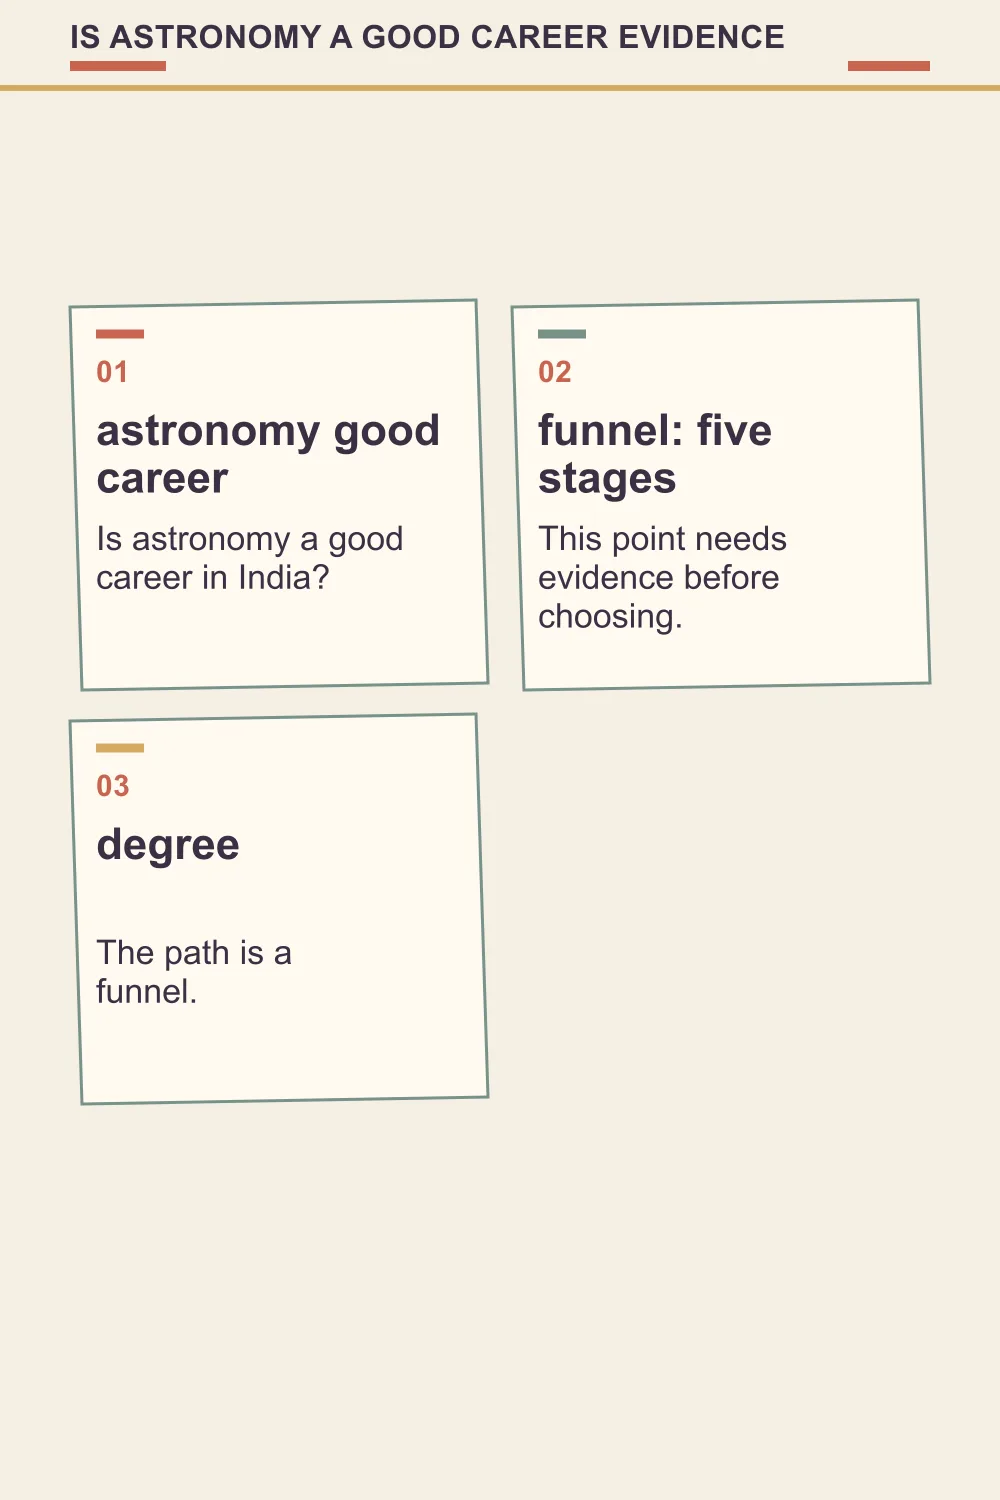 IS ASTRONOMY A GOOD CAREER EVIDENCE
01
astronomy good
career
Is astronomy a good
career in India?
02
funnel: five
stages
This point needs
evidence before
choosing.
03
degree
The path is a
funnel.